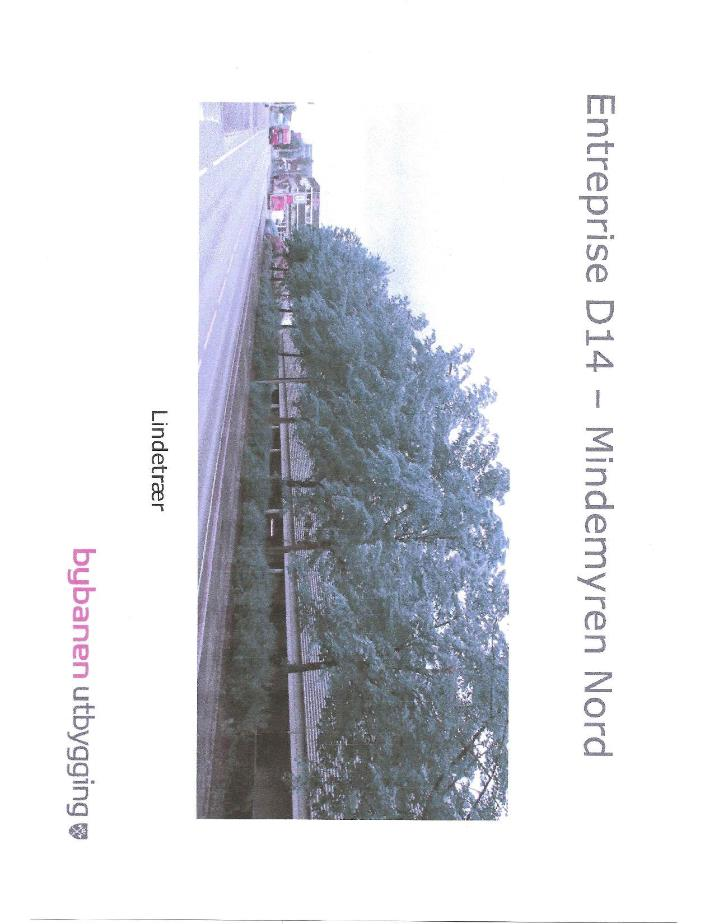 Entreprise D14 – Mindemyren Nord
Lindetrær
bybanen utbygging